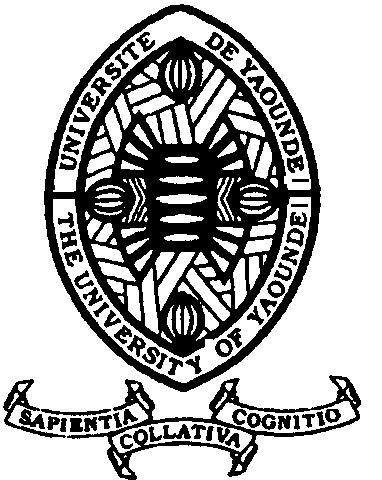 UNIVERSITE DE YAOUNDE I
THE UNIVERSITY OF YAOUNDE I
SAPIENTIA
COLLATIVA
COGNITIO